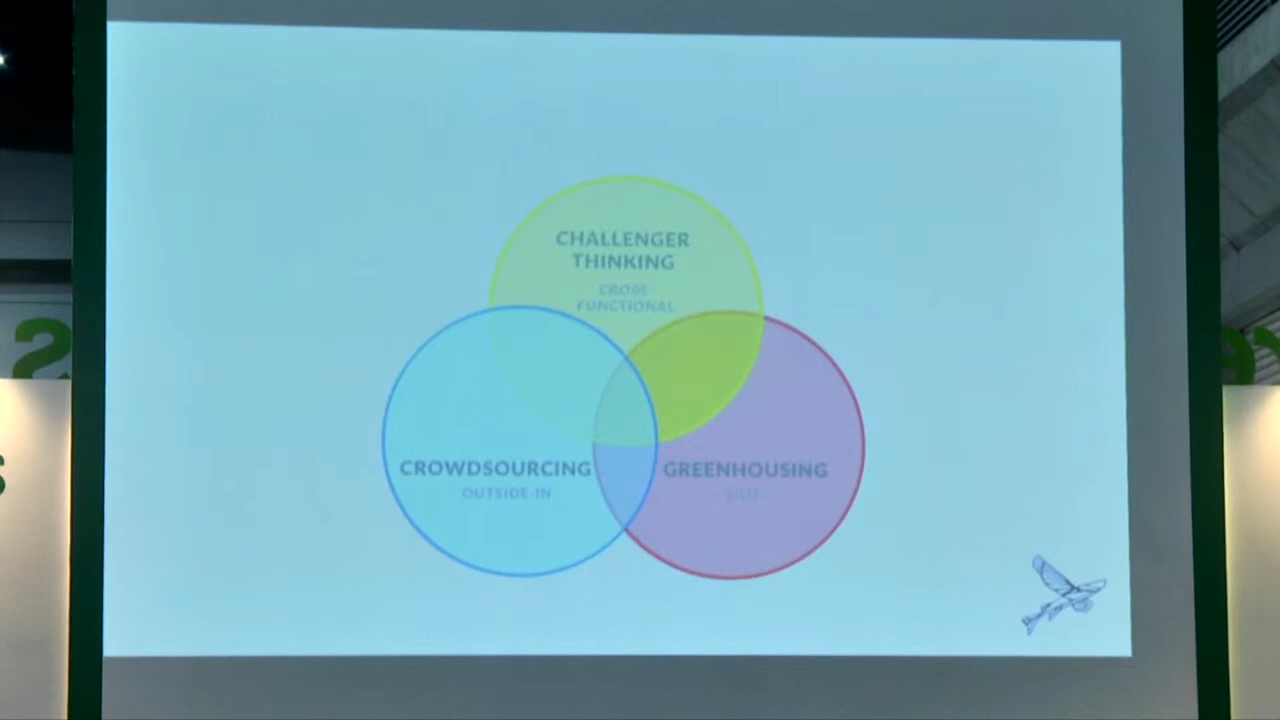 CHALLENGER
THINKING
CROSS-
FUNCTIONAL
CROWDSOURCING
OUTSIDE-IN
GREENHOUSING